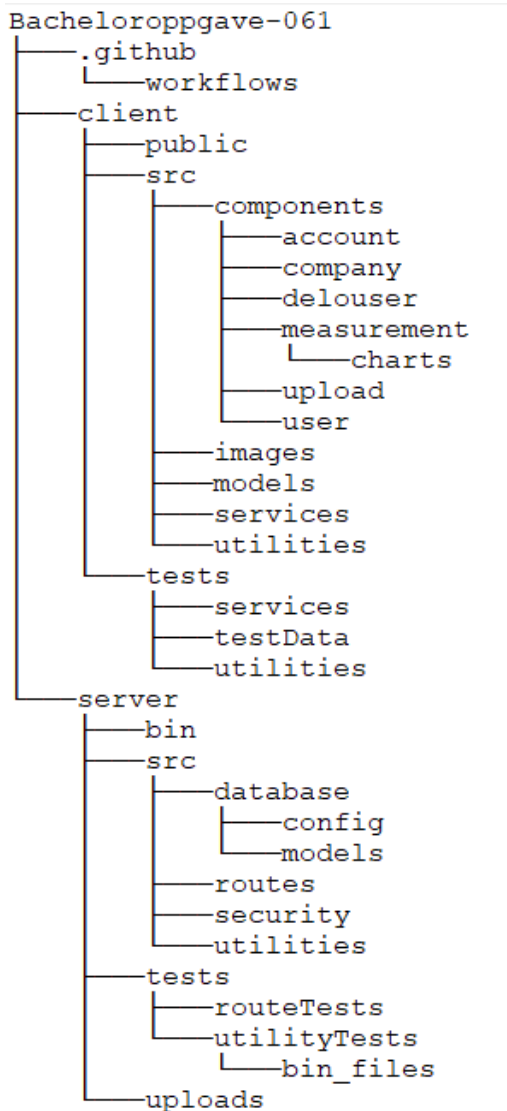 Bacheloroppgave-061
.github
workflows
client
public
src
components
account
company
delouser
measurement
charts
upload
user
images
models
services
utilities
tests
services
testData
utilities
server
bin
src
database
config
models
routes
security
utilities
tests
routeTests
utilityTests
bin_files
uploads